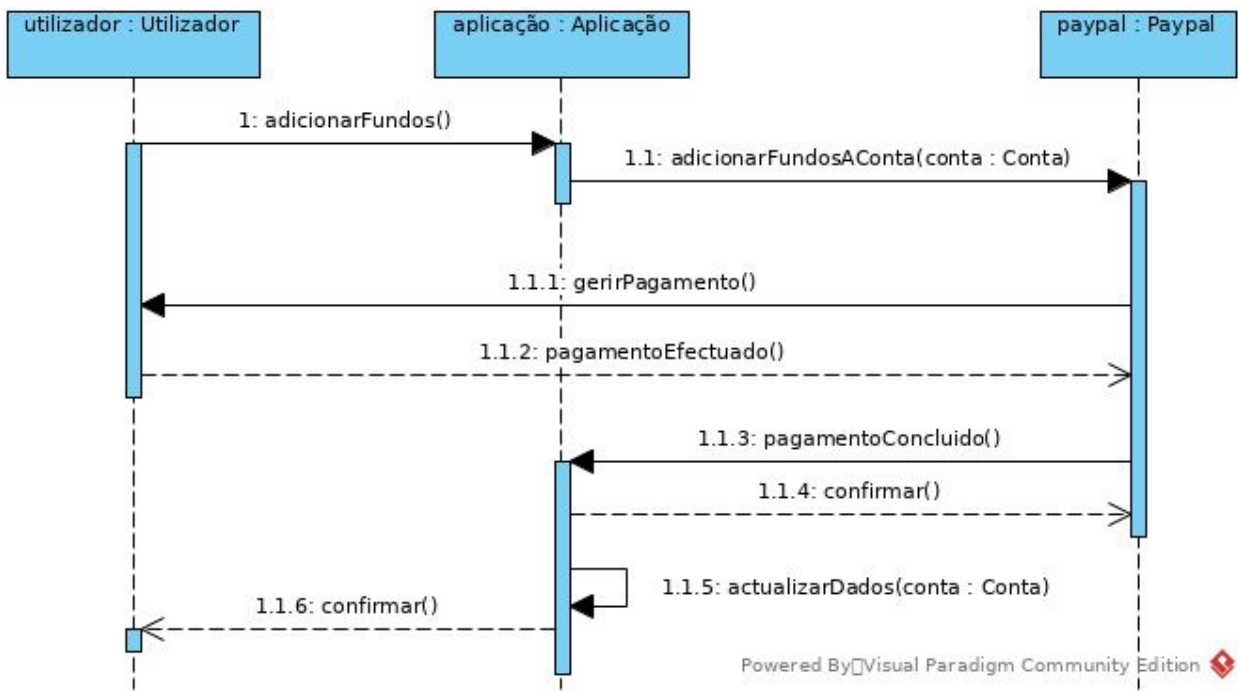 utilizador : Utilizador
aplicação : Aplicação
paypal : Paypal
1: adicionarFundos()
1.1: adicionarFundosAConta(conta : Conta)
1.1.1: gerirPagamento()
1.1.2: pagamentoEfectuado()
1.1.3: pagamentoConcluido()
1.1.4: confirmar()
1.1.5: actualizarDados(conta : Conta)
1.1.6: confirmar()
Powered By Visual Paradigm Community Edition